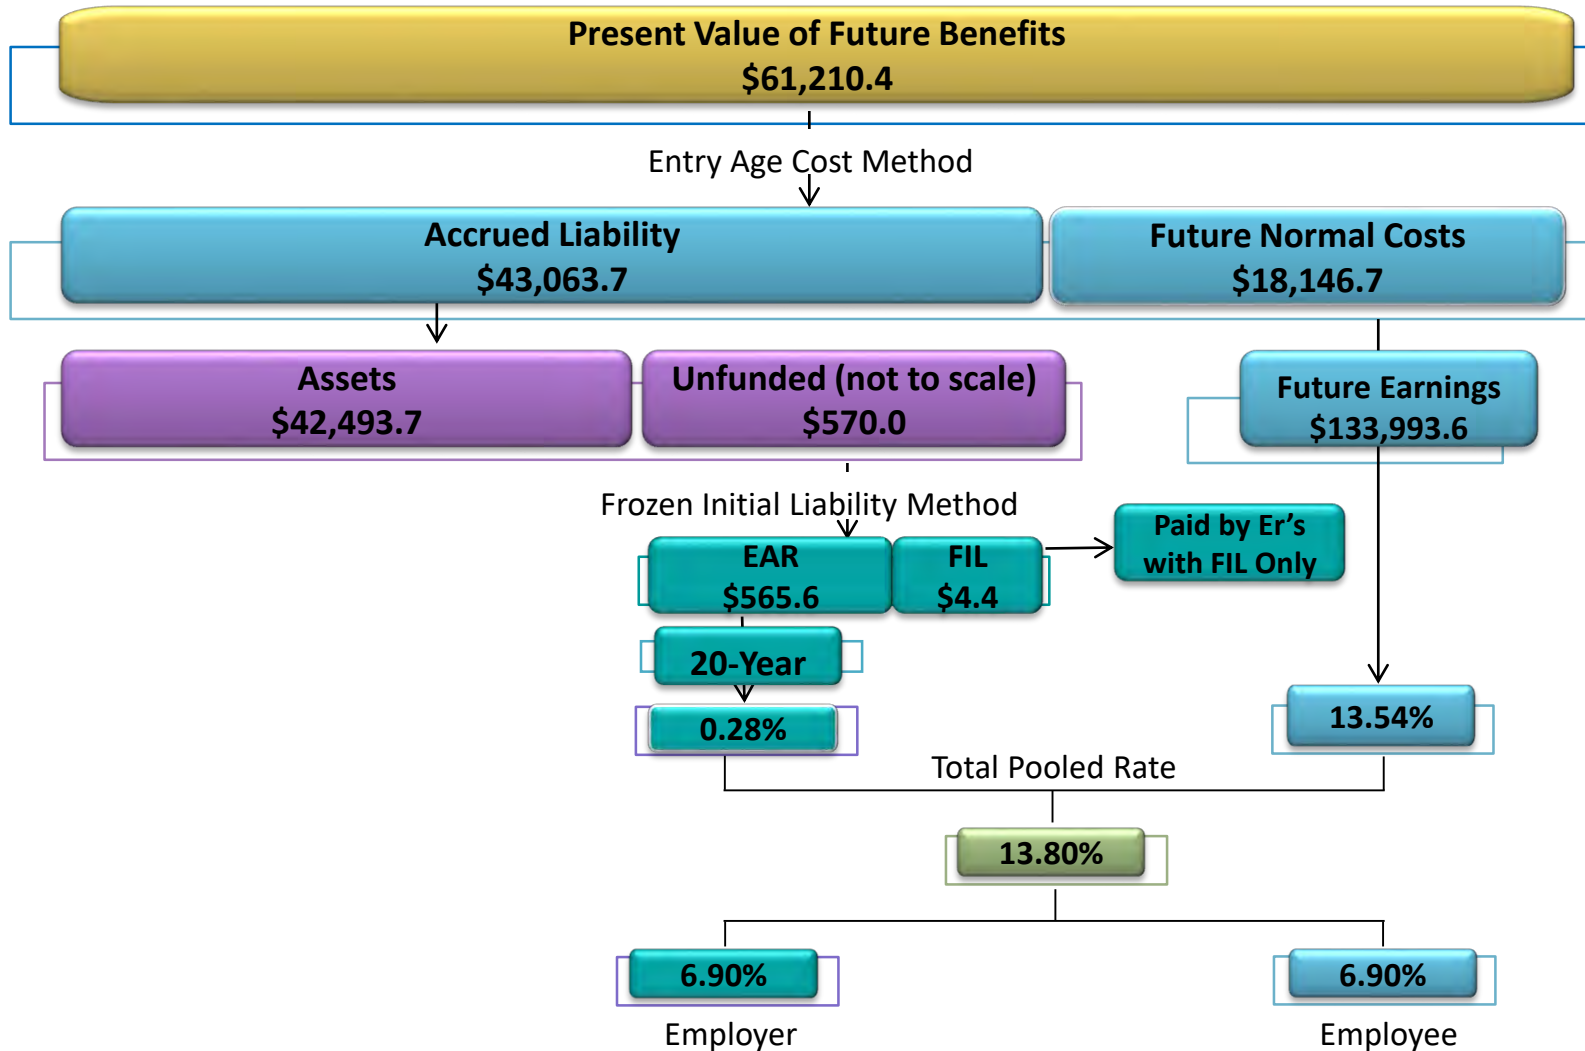 Present Value of Future Benefits
$61,210.4
Entry Age Cost Method
Accrued Liability
$43,063.7
Future Normal Costs
$18,146.7
Assets
$42,493.7
Unfunded (not to scale)
$570.0
Future Earnings
$133,993.6
Frozen Initial Liability Method
EAR
$565.6
FIL
$4.4
Paid by Er’s
with FIL Only
20-Year
0.28%
13.54%
Total Pooled Rate
13.80%
6.90%
6.90%
Employer
Employee